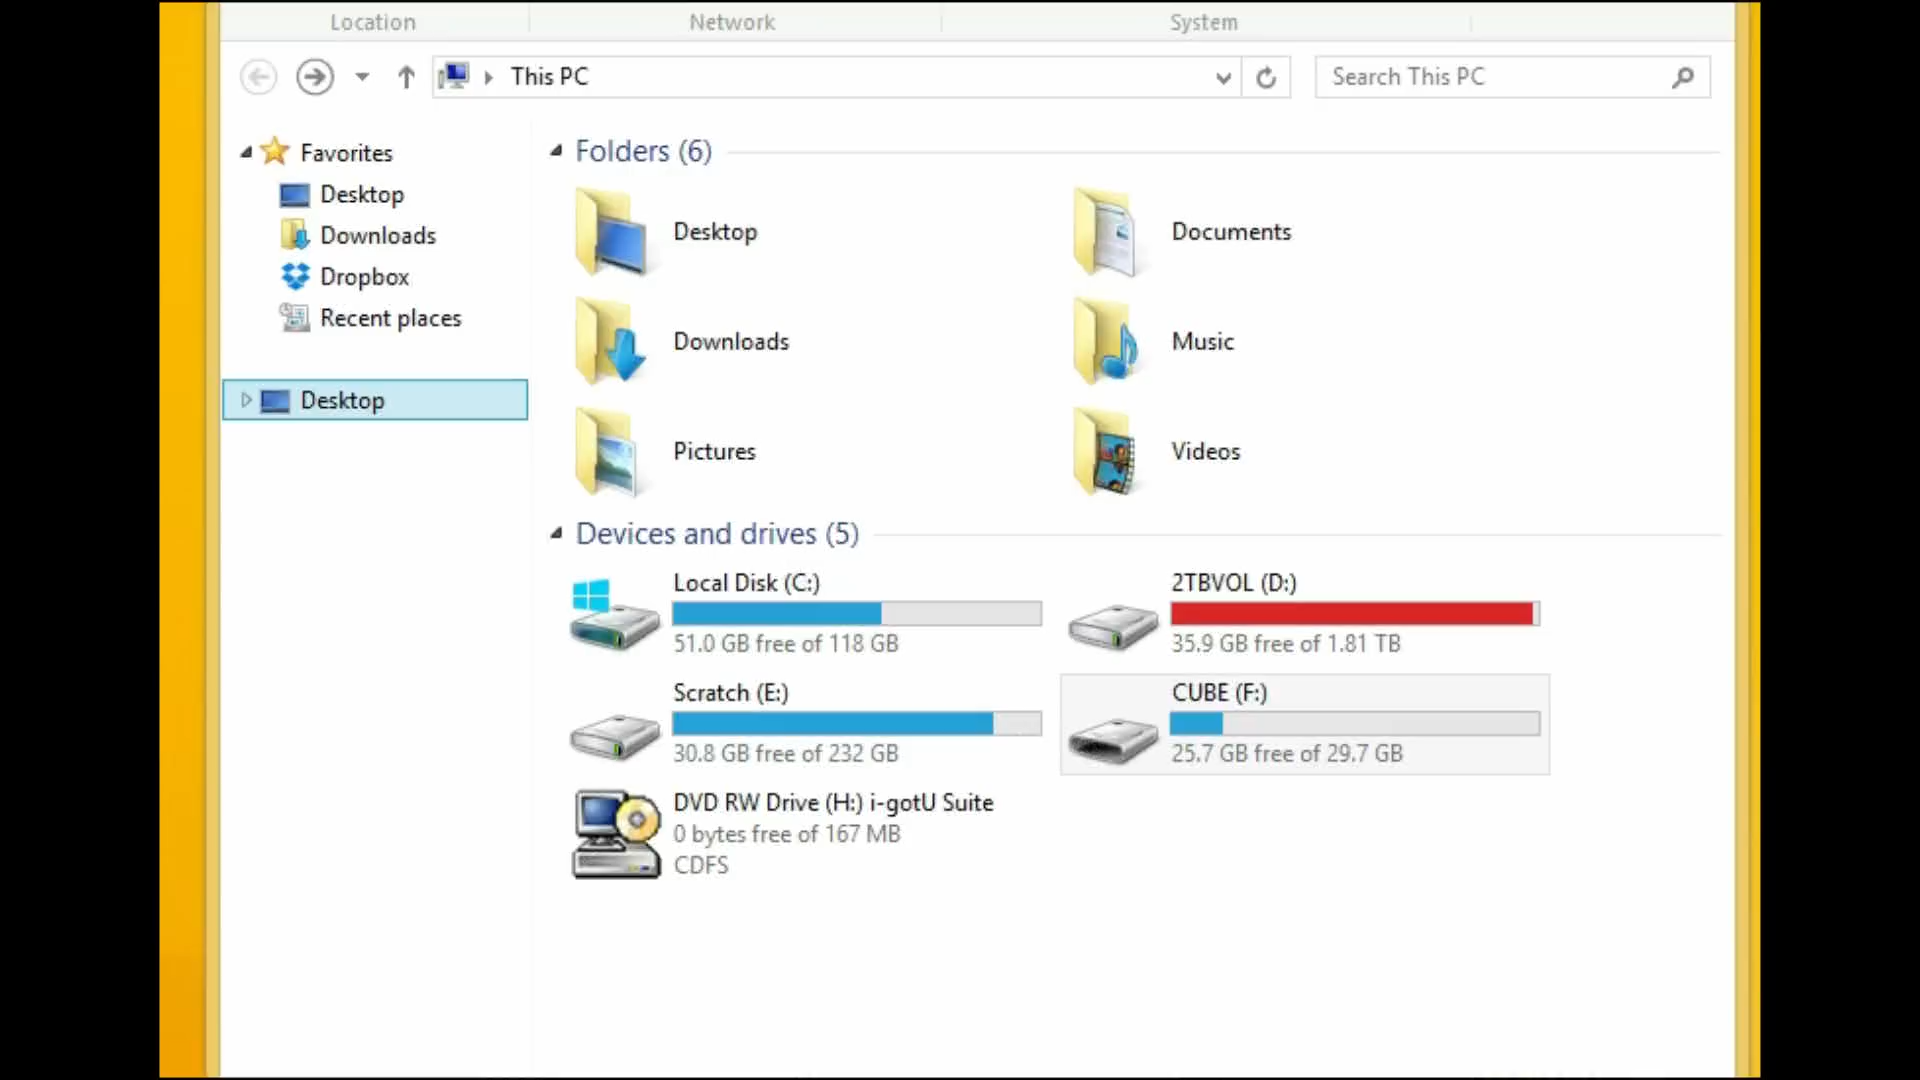 Location Network System
This PC Search This PC
Favorites
Desktop
Downloads
Dropbox
Recent places
Desktop
Folders (6)
Desktop Documents
Downloads Music
Pictures Videos
Devices and drives (5)
Local Disk (C:) 2TBVOL (D:)
51.0 GB free of 118 GB 35.9 GB free of 1.81 TB
Scratch (E:) CUBE (F:)
30.8 GB free of 232 GB 25.7 GB free of 29.7 GB
DVD RW Drive (H:) i-gotU Suite
0 bytes free of 167 MB
CDFS